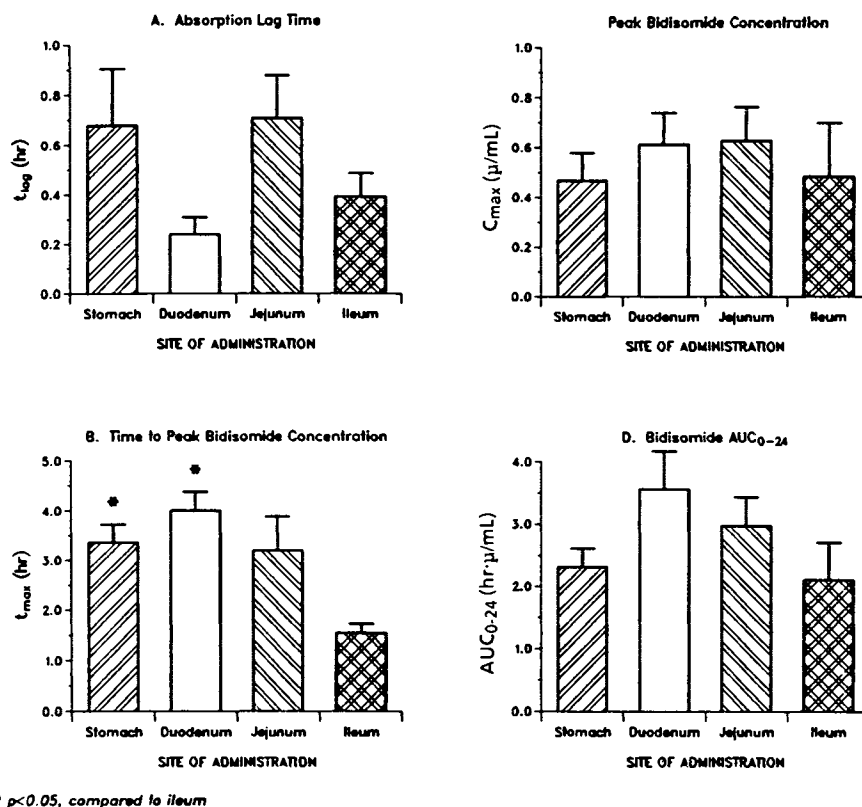 A. Absorption Lag Time
1.0
0.8
0.6
0.4
0.2
0.0
t_lag (hr)
Stomach Duodenum Jejunum Ileum
SITE OF ADMINISTRATION
Peak Bidisomide Concentration
1.0
0.8
0.6
0.4
0.2
0.0
C_max (μ/mL)
Stomach Duodenum Jejunum Ileum
SITE OF ADMINISTRATION
B. Time to Peak Bidisomide Concentration
5.0
4.0
3.0
2.0
1.0
0.0
t_max (hr)
* *
Stomach Duodenum Jejunum Ileum
SITE OF ADMINISTRATION
D. Bidisomide AUC_0-24
4.0
3.0
2.0
1.0
0.0
AUC_0-24 (hr·μ/mL)
Stomach Duodenum Jejunum Ileum
SITE OF ADMINISTRATION
p<0.05, compared to ileum